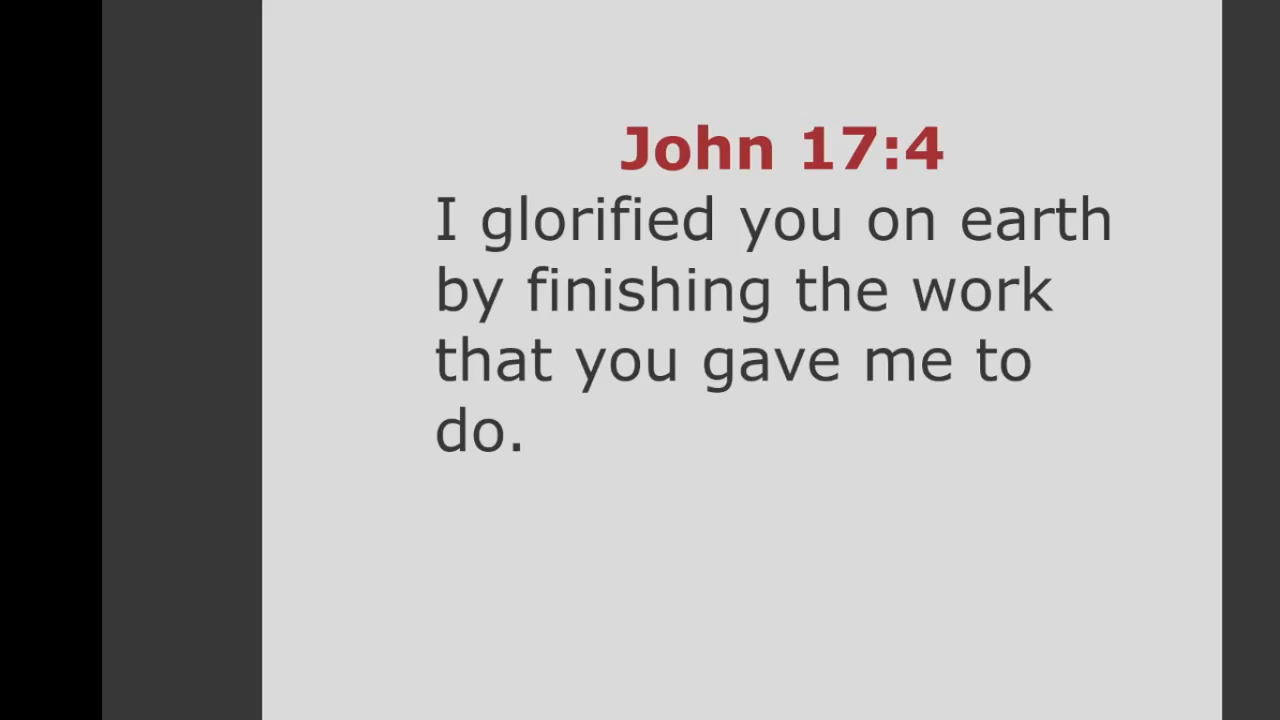 John 17:4
I glorified you on earth
by finishing the work
that you gave me to
do.